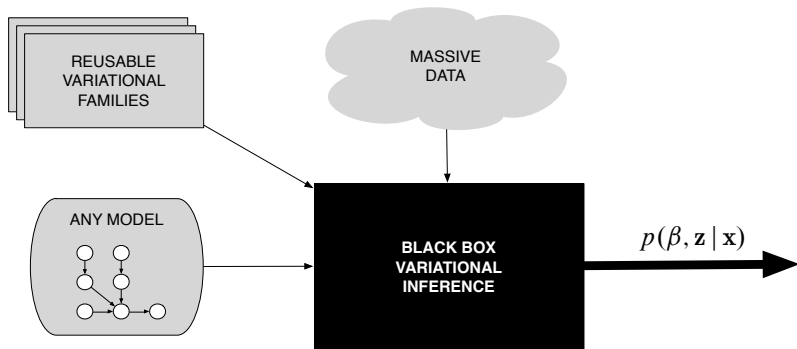 REUSABLE
VARIATIONAL
FAMILIES
MASSIVE
DATA
ANY MODEL
BLACK BOX
VARIATIONAL
INFERENCE
p(β, z | x)